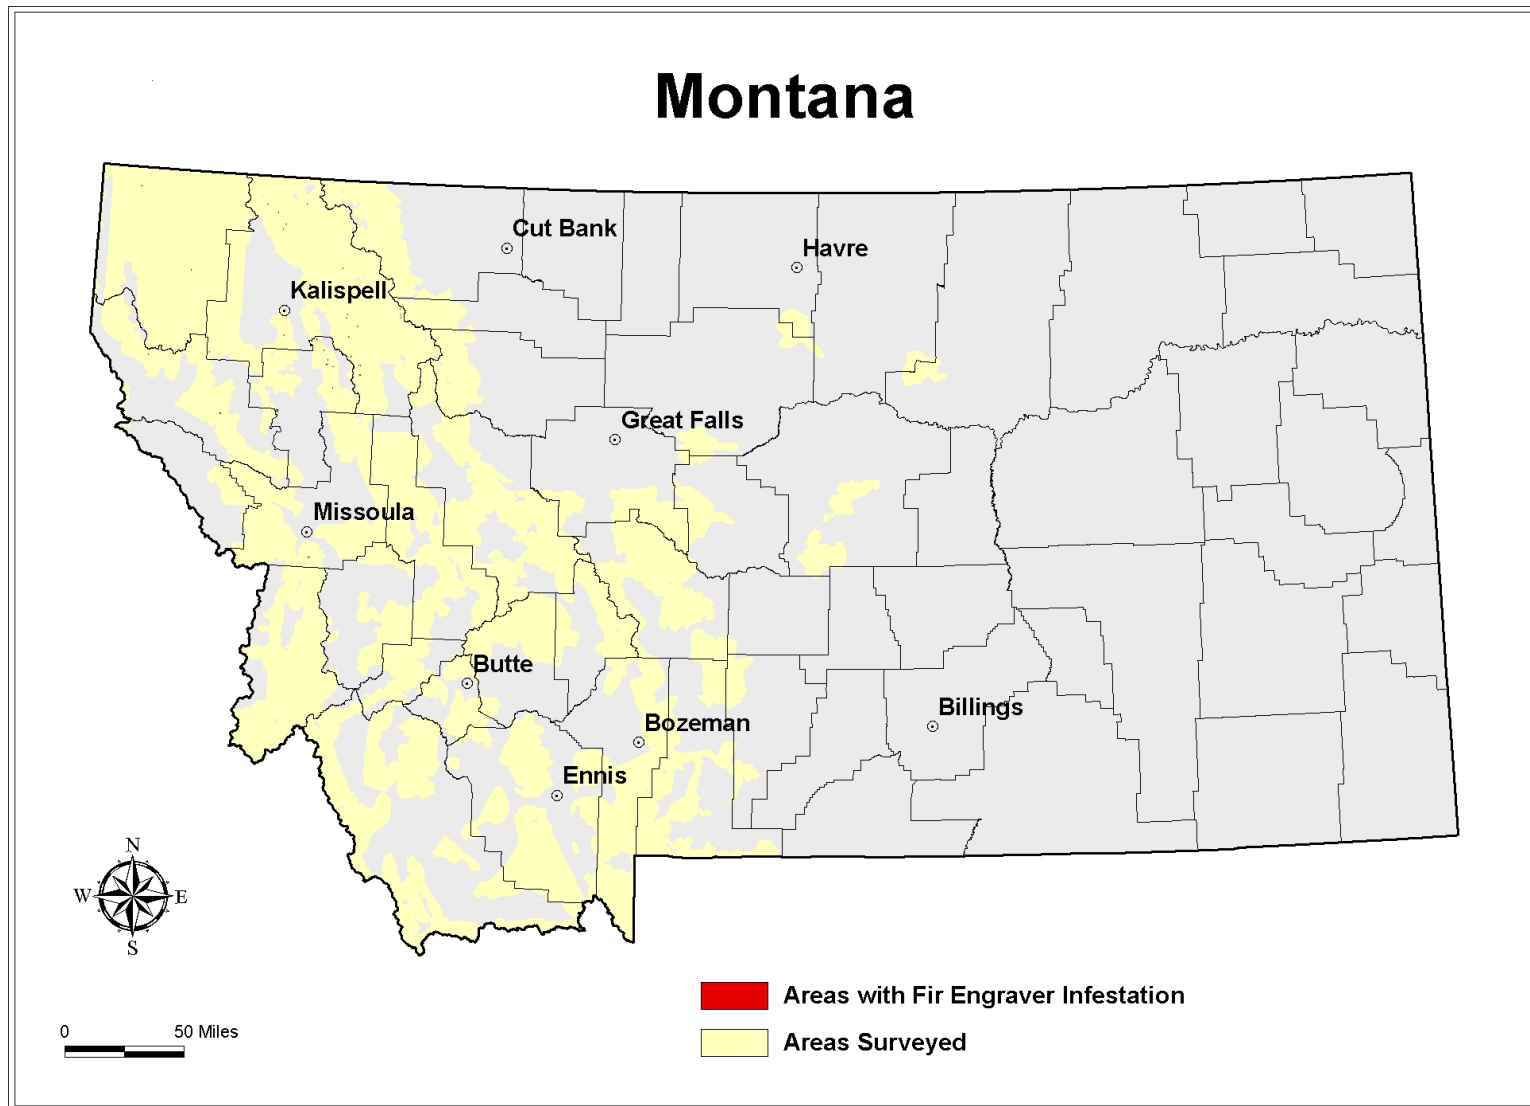 Montana
Cut Bank
Havre
Kalispell
Great Falls
Missoula
Butte
Billings
Bozeman
Ennis
N
W
E
S
Areas with Fir Engraver Infestation
Areas Surveyed
0
50 Miles